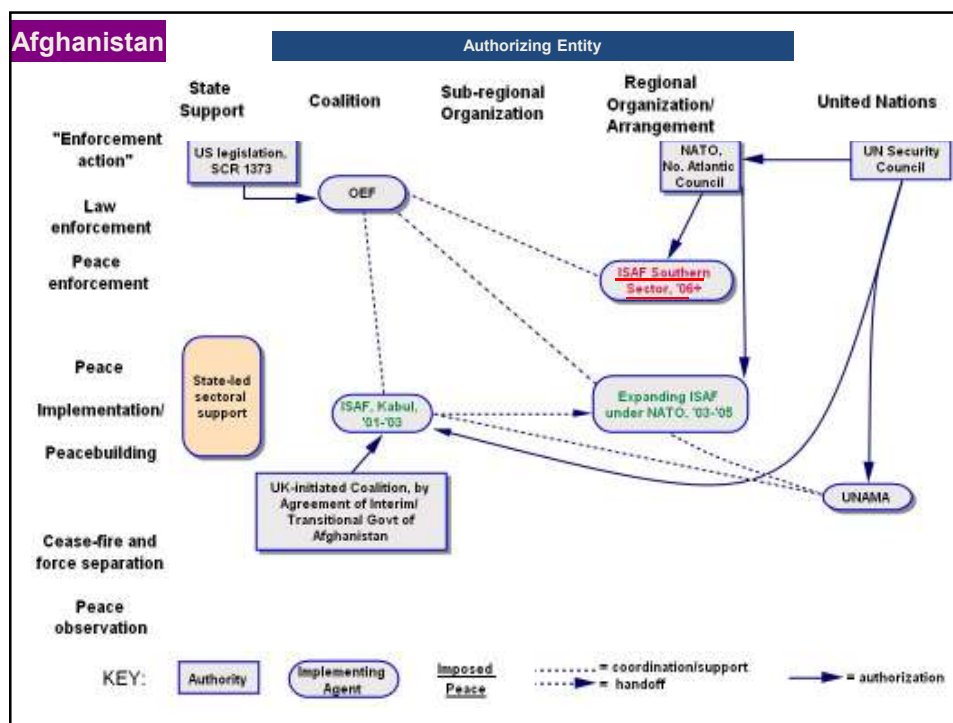 Afghanistan
Authorizing Entity
State
Support
Coalition
Sub-regional
Organization
Regional
Organization/
Arrangement
United Nations
"Enforcement
action"
US legislation,
SCR 1373
OEF
NATO,
No. Atlantic
Council
UN Security
Council
Law
enforcement
Peace
enforcement
ISAF Southern
Sector, '06+
Peace
Implementation/
Peacebuilding
State-led
sectoral
support
ISAF, Kabul,
'01-'03
Expanding ISAF
under NATO, '03-'05
UK-initiated Coalition, by
Agreement of Interim/
Transitional Govt of
Afghanistan
UNAMA
Cease-fire and
force separation
Peace
observation
KEY:
Authority
Implementing
Agent
Imposed
Peace
= coordination/support
= handoff
= authorization